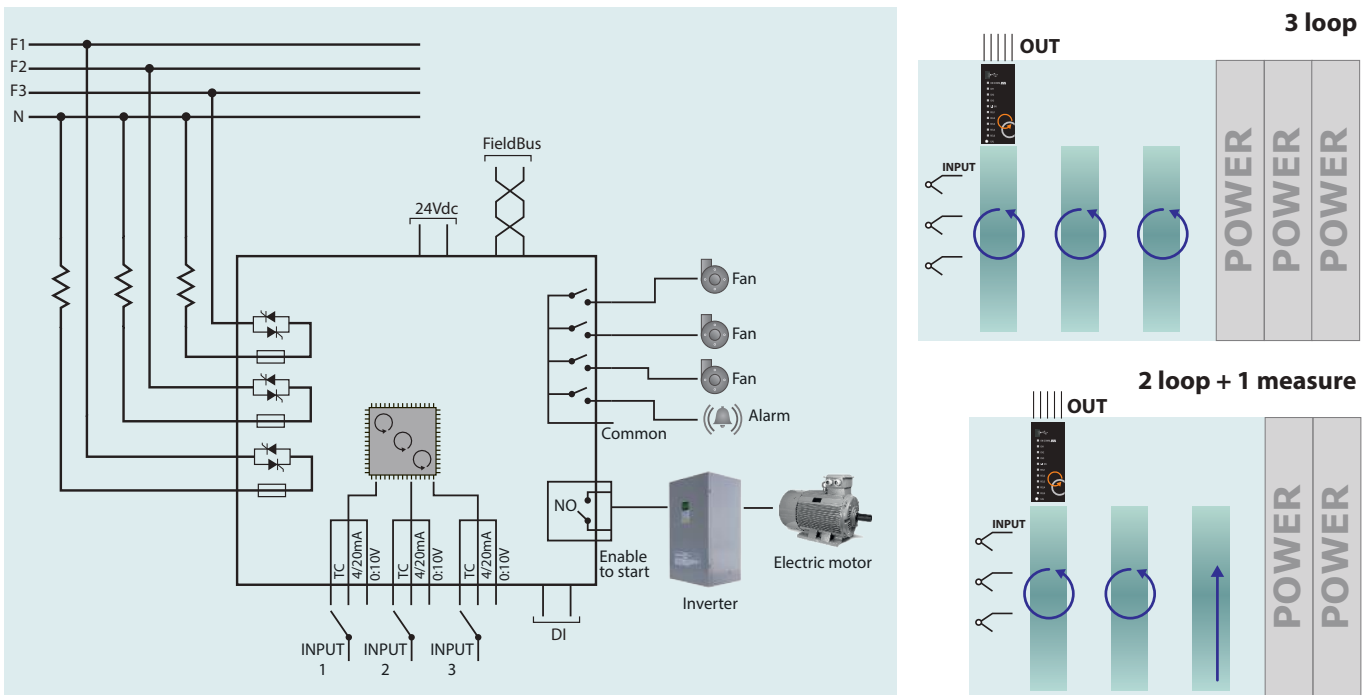 F1
F2
F3
N
FieldBus
24Vdc
Fan
Fan
Fan
Alarm
Common
NO
Enable
to start
Inverter
Electric motor
TC
4/20mA
0:10V
TC
4/20mA
0:10V
TC
4/20mA
0:10V
INPUT
1
INPUT
2
INPUT
3
DI
3 loop
OUT
INPUT
POWER
POWER
POWER
2 loop + 1 measure
OUT
INPUT
POWER
POWER